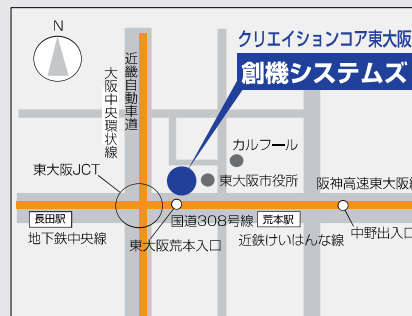 N
クリエイションコア東大阪
創機システムズ
近畿自動車道
大阪中央環状線
カルフール
東大阪JCT
東大阪市役所
阪神高速東大阪線
長田駅
国道308号線
荒本駅
地下鉄中央線
東大阪荒本入口
近鉄けいはんな線
中野出入口